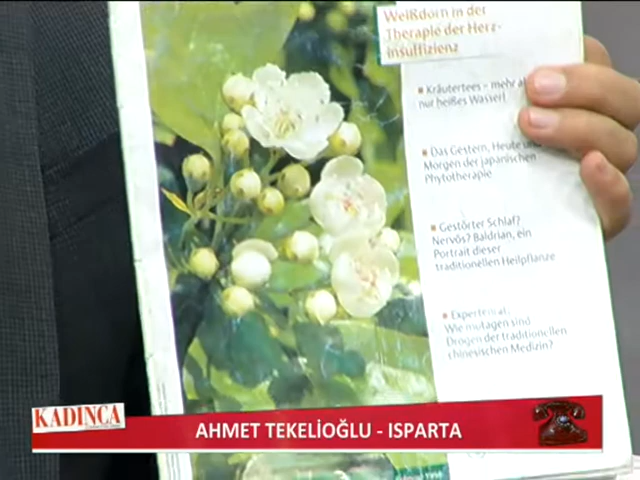 Weißdorn in der
Therapie der Herz-
insuffizienz
Kräutertees – mehr als
nur heißes Wasser!
Das Gestern, Heute und
Morgen der japanischen
Phytotherapie
Gestörter Schlaf?
Nervös? Baldrian, ein
Portrait dieser
traditionellen Heilpflanze
Wie mutagen sind
Drogen der traditionellen
chinesischen Medizin?
KADINCA
AHMET TEKELİOĞLU - ISPARTA